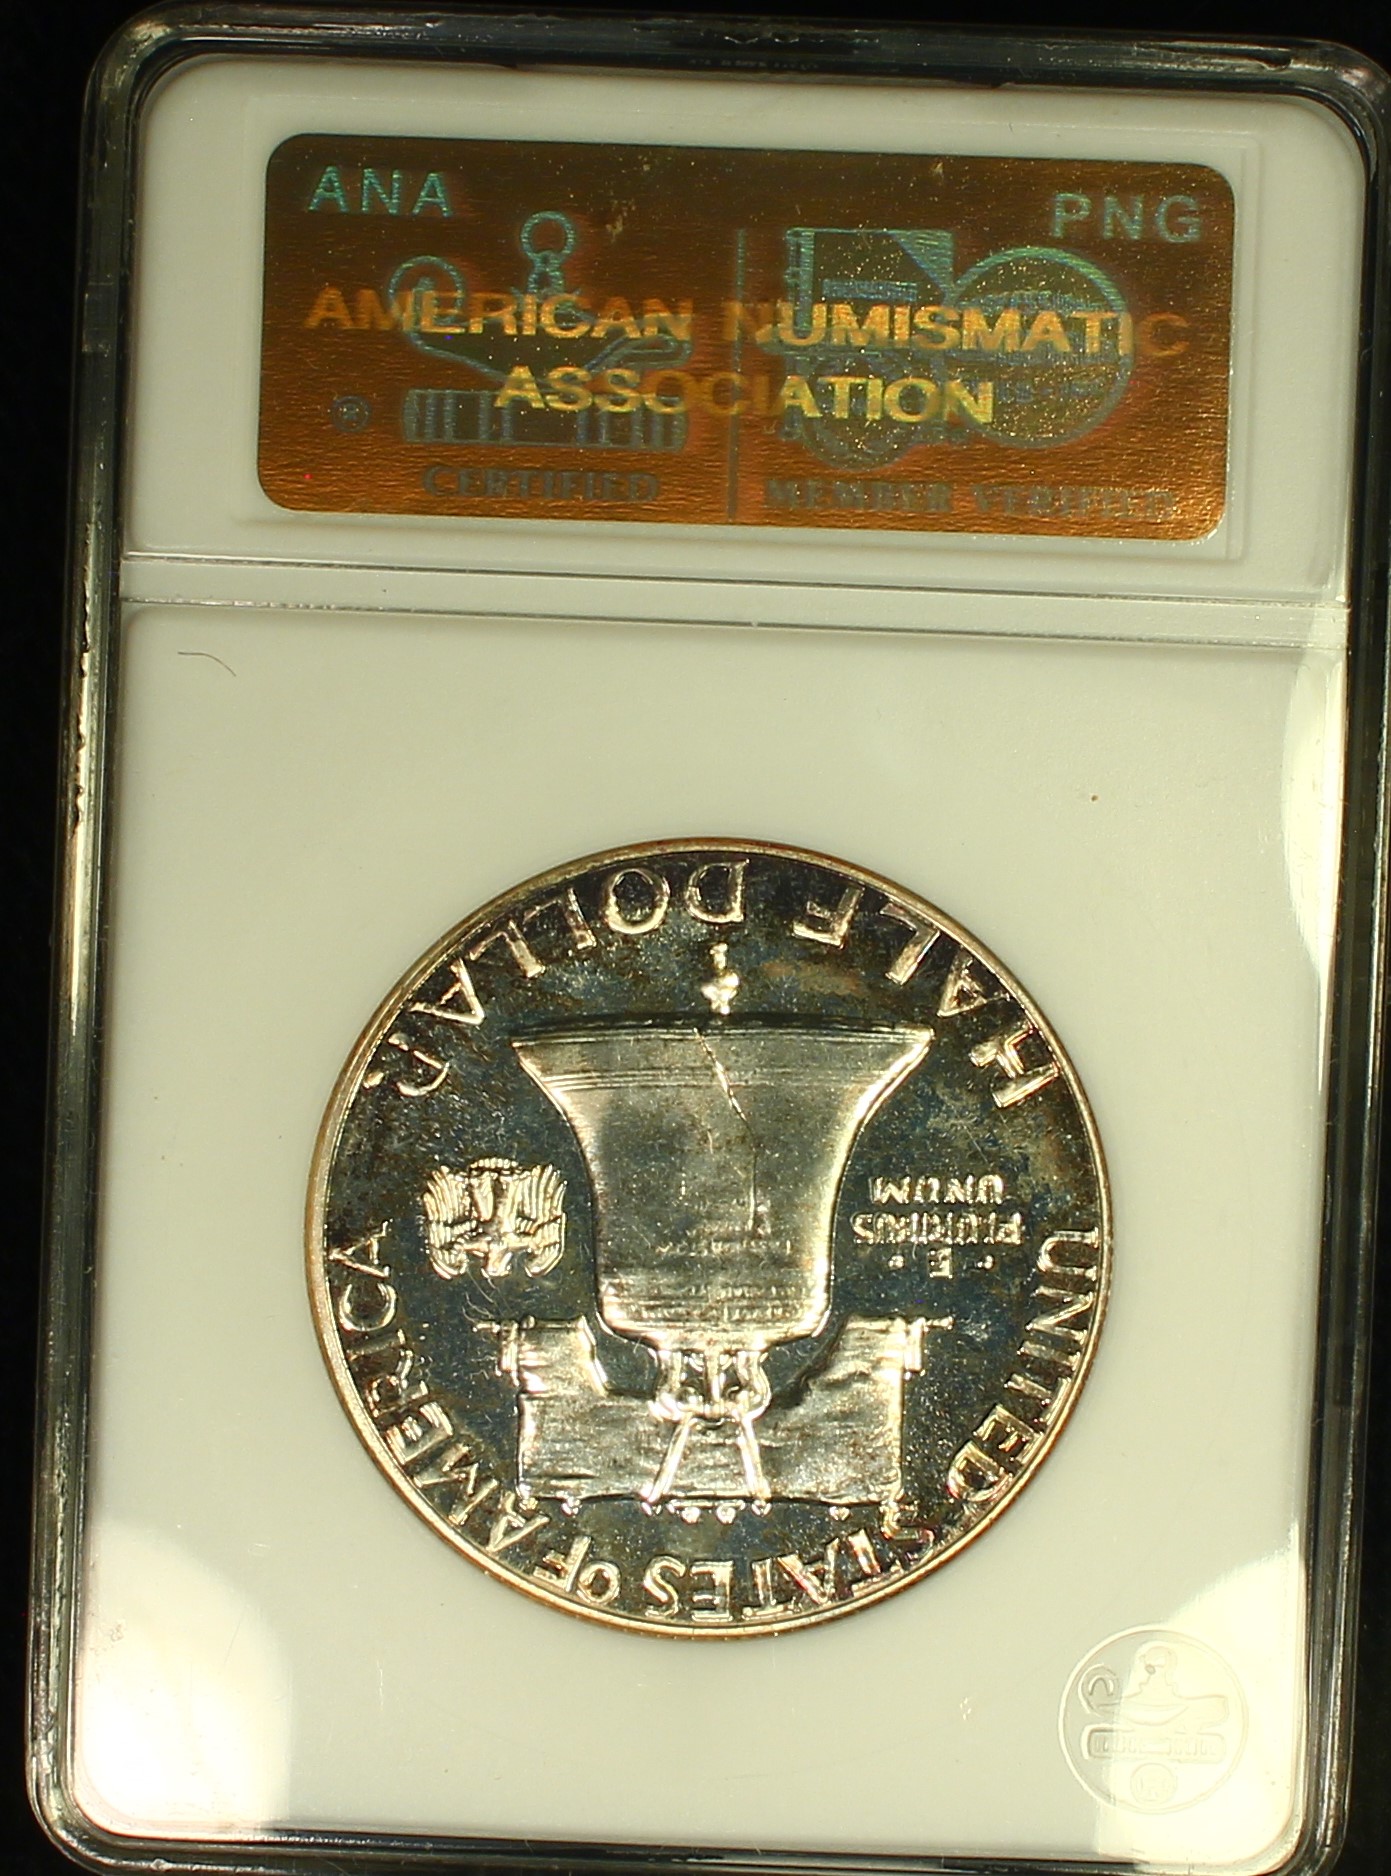 ANA
PNG
AMERICAN NUMISMATIC
ASSOCIATION
®
CERTIFIED
MEMBER VERIFIED
HALF DOLLAR
UNITED STATES OF AMERICA
· E ·
PLURIBUS
UNUM